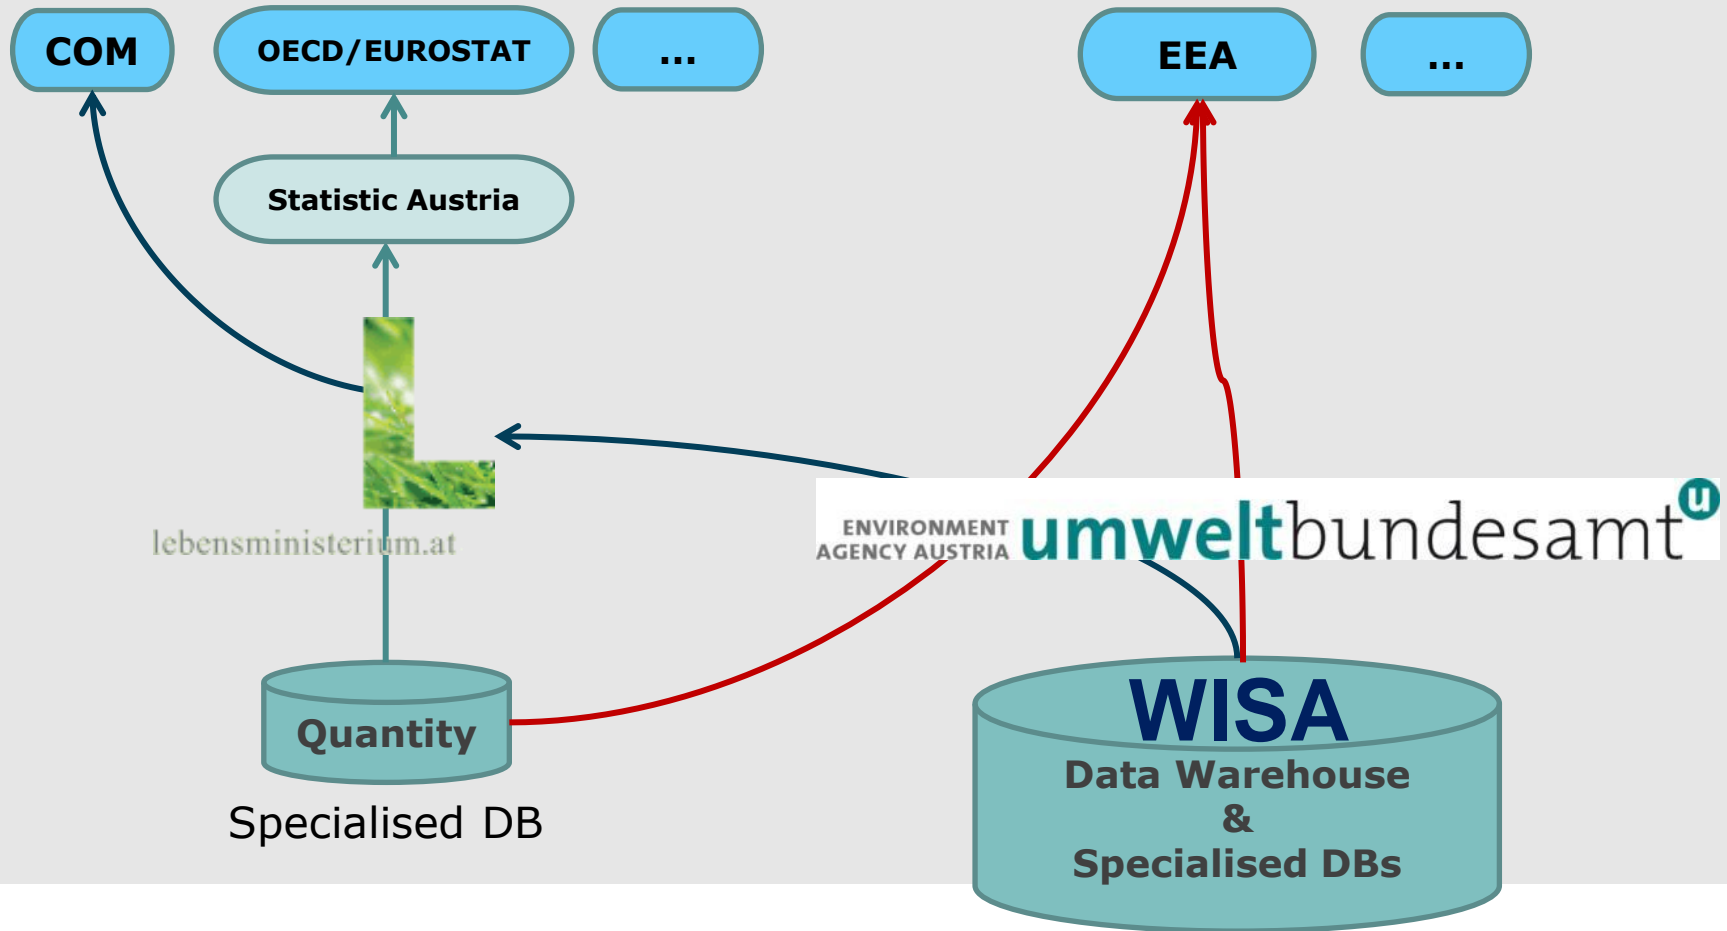 COM
OECD/EUROSTAT
...
EEA
...
Statistic Austria
lebensministerium.at
ENVIRONMENT
AGENCY AUSTRIA
umweltbundesamt
u
Quantity
Specialised DB
WISA
Data Warehouse
&
Specialised DBs